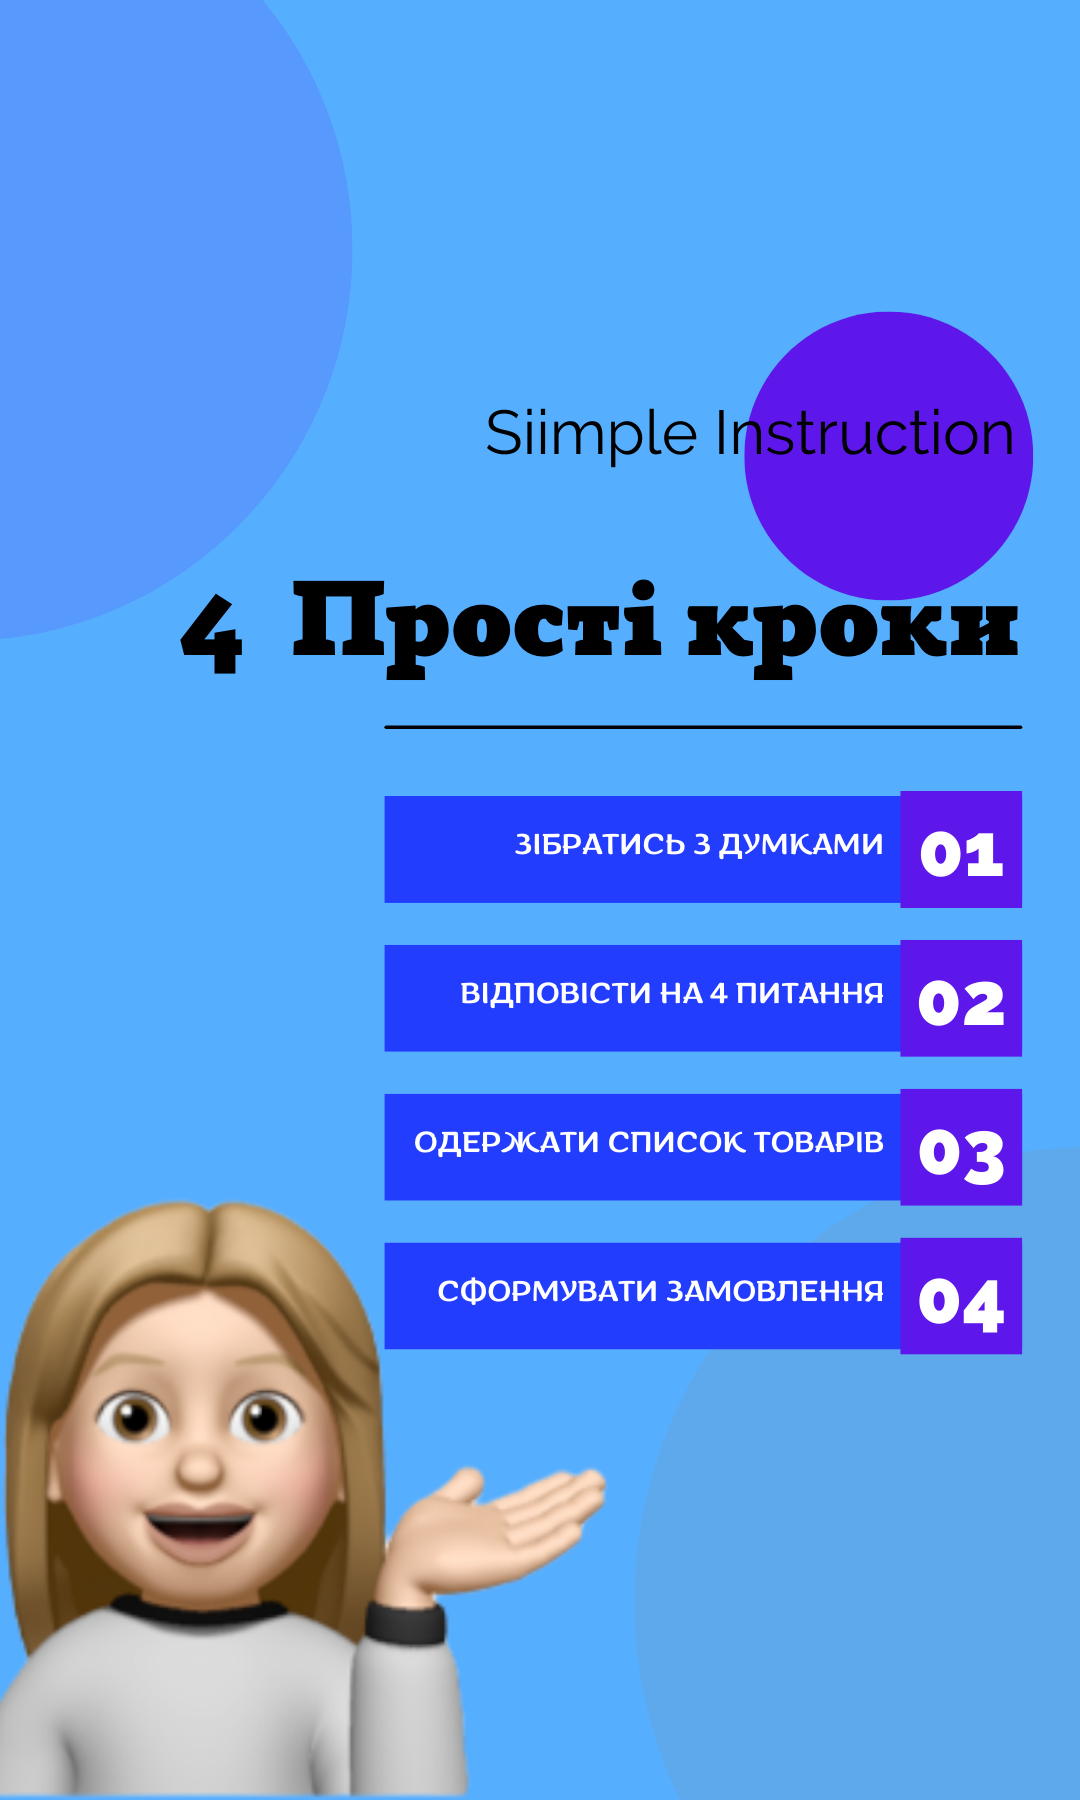 Siimple Instruction
4 Прості кроки
ЗІБРАТИСЬ З ДУМКАМИ 01
ВІДПОВІСТИ НА 4 ПИТАННЯ 02
ОДЕРЖАТИ СПИСОК ТОВАРІВ 03
СФОРМУВАТИ ЗАМОВЛЕННЯ 04